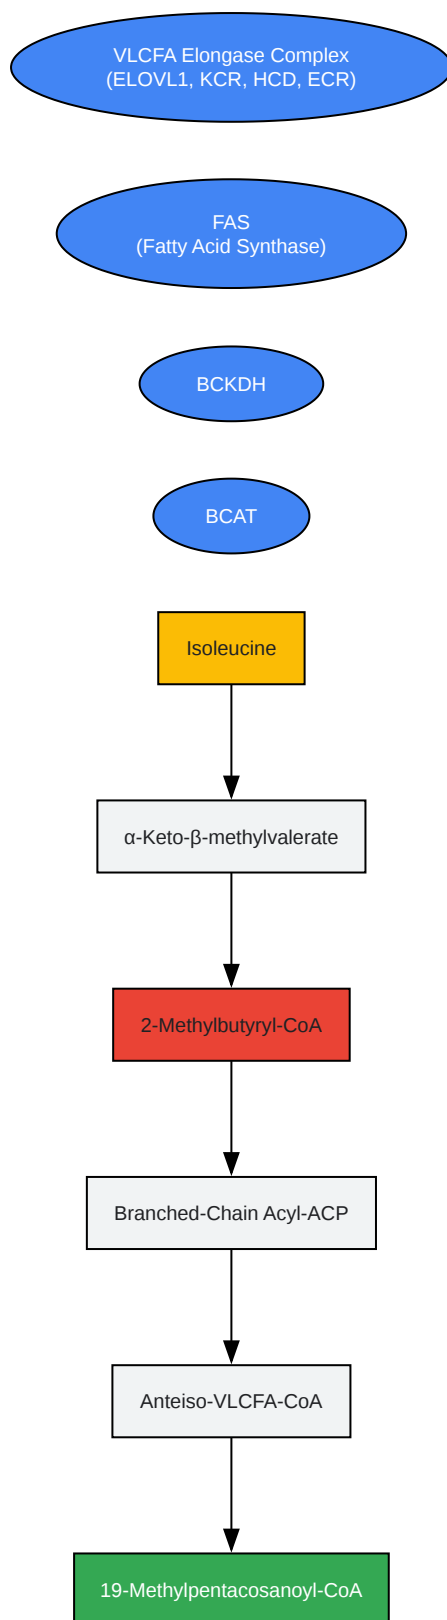 VLCFA Elongase Complex
(ELOVL1, KCR, HCD, ECR)
FAS
(Fatty Acid Synthase)
BCKDH
BCAT
Isoleucine
α-Keto-β-methylvalerate
2-Methylbutyryl-CoA
Branched-Chain Acyl-ACP
Anteiso-VLCFA-CoA
19-Methylpentacosanoyl-CoA